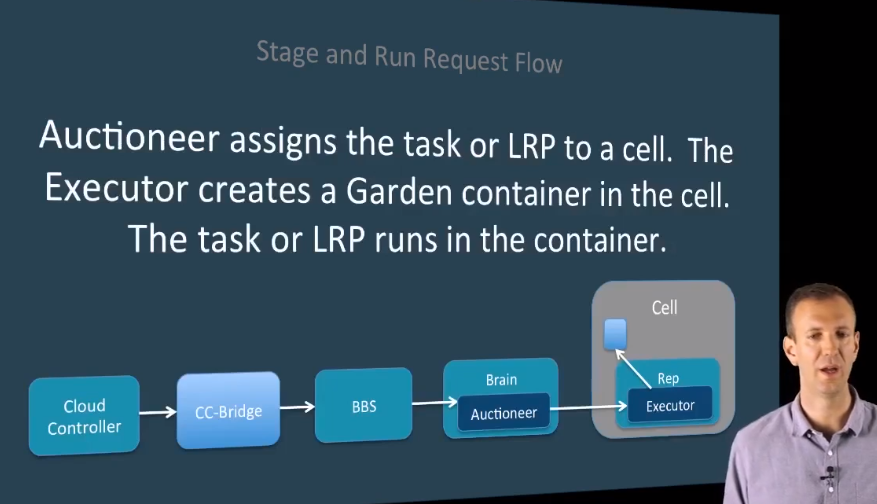 Stage and Run Request Flow
Auctioneer assigns the task or LRP to a cell. The
Executor creates a Garden container in the cell.
The task or LRP runs in the container.
Cell
Cloud
Controller
CC-Bridge
BBS
Brain
Auctioneer
Rep
Executor